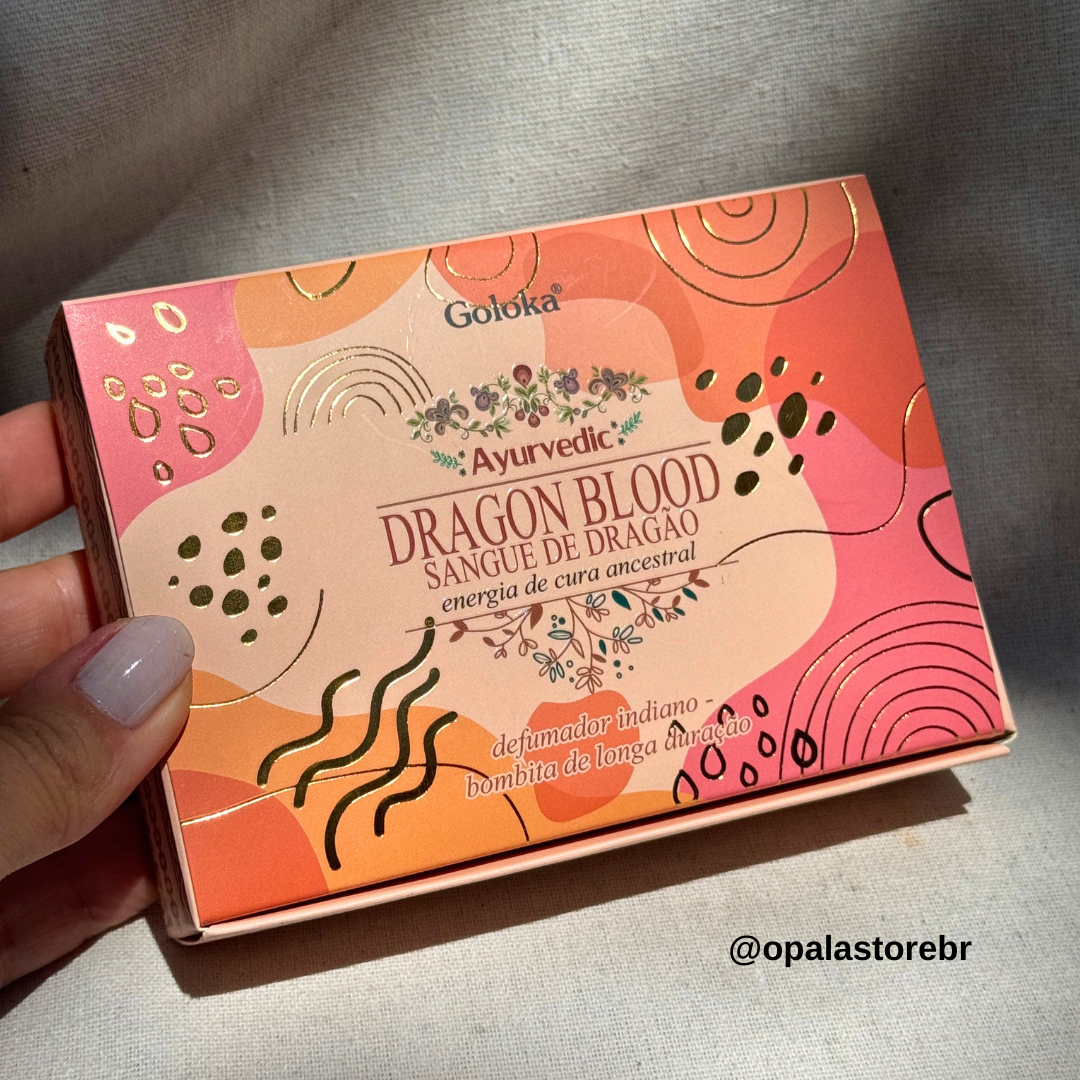 Goloka®
Ayurvedic
DRAGON BLOOD
SANGUE DE DRAGÃO
energia de cura ancestral
defumador indiano -
bombita de longa duração
@opalastorebr